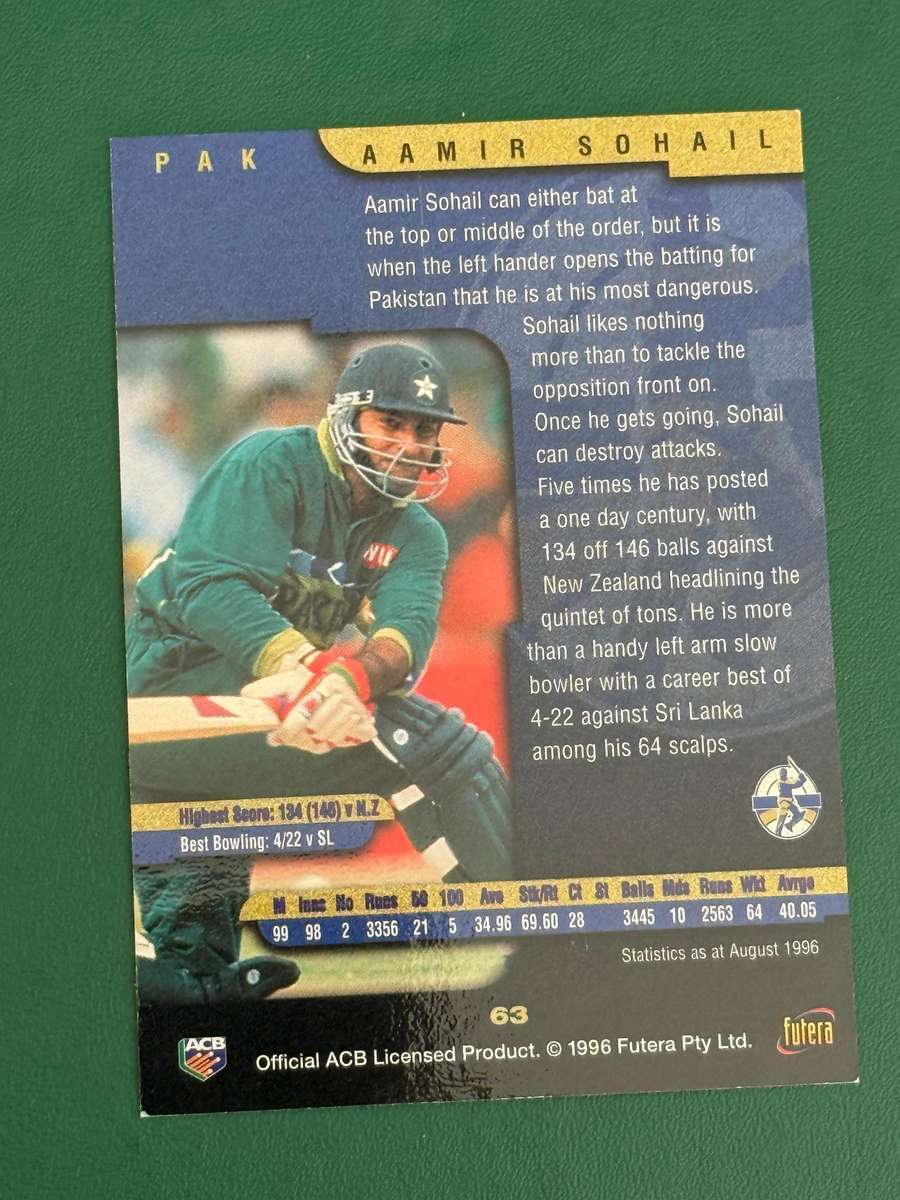 PAK
AAMIR SOHAIL
Aamir Sohail can either bat at
the top or middle of the order, but it is
when the left hander opens the batting for
Pakistan that he is at his most dangerous.
Sohail likes nothing
more than to tackle the
opposition front on.
Once he gets going, Sohail
can destroy attacks.
Five times he has posted
a one day century, with
134 off 146 balls against
New Zealand headlining the
quintet of tons. He is more
than a handy left arm slow
bowler with a career best of
4-22 against Sri Lanka
among his 64 scalps.
Highest Score: 134 (146) v N.Z
Best Bowling: 4/22 v SL
M Inns No Runs 50 100 Ave Stk/Rt Ct St Balls Mds Runs Wkt Avrge
99 98 2 3356 21 5 34.96 69.60 28 3445 10 2563 64 40.05
Statistics as at August 1996
63
ACB
Official ACB Licensed Product. © 1996 Futera Pty Ltd.
futera